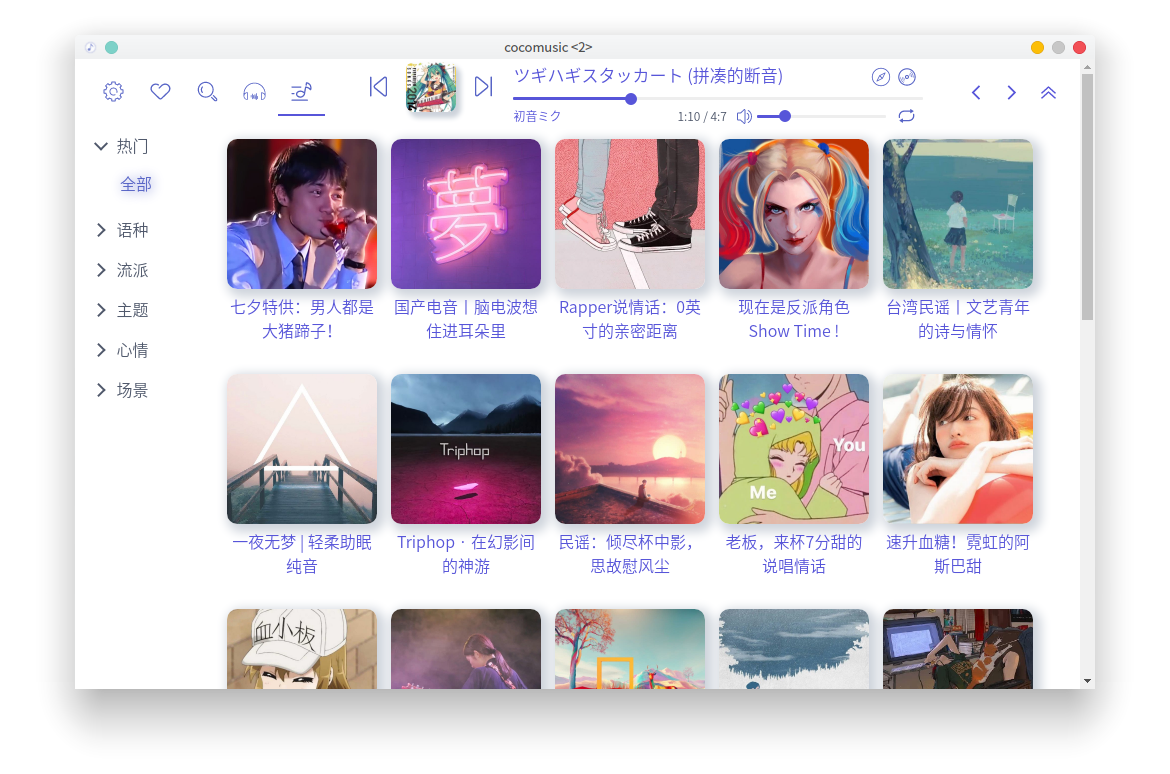 cocomusic <2>
ツギハギスタッカート (拼凑的断音)
初音ミク
1:10 / 4:7
热门
全部
语种
流派
主题
心情
场景
夢
七夕特供：男人都是
大猪蹄子！
国产电音丨脑电波想
住进耳朵里
Rapper说情话：0英
寸的亲密距离
现在是反派角色
Show Time !
台湾民谣丨文艺青年
的诗与情怀
Triphop
You
Me
一夜无梦 | 轻柔助眠
纯音
Triphop · 在幻影间
的神游
民谣：倾尽杯中影，
思故慰风尘
老板，来杯7分甜的
说唱情话
速升血糖！霓虹的阿
斯巴甜
血小板